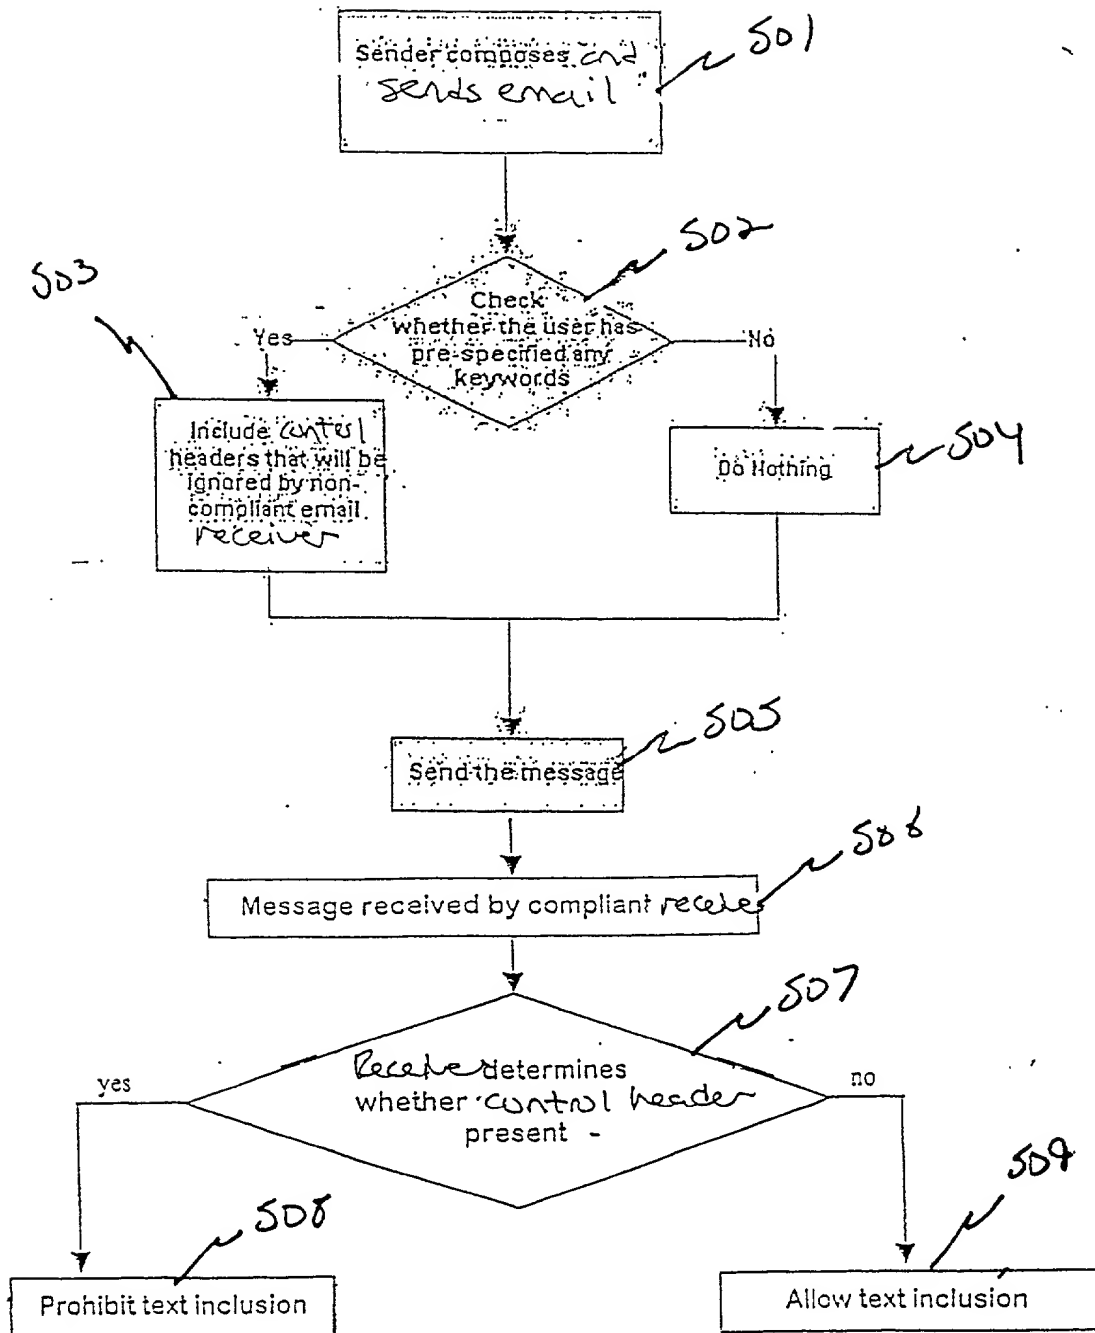 Sender composes and
sends email
501
502
503
Check
whether the user has
pre-specified any
keywords
Yes
No
Include control
headers that will be
ignored by non-
compliant email
receiver
Do Nothing
504
Send the message
505
506
Message received by compliant receiver
507
Receiver determines
whether control header
present -
yes
no
508
509
Prohibit text inclusion
Allow text inclusion